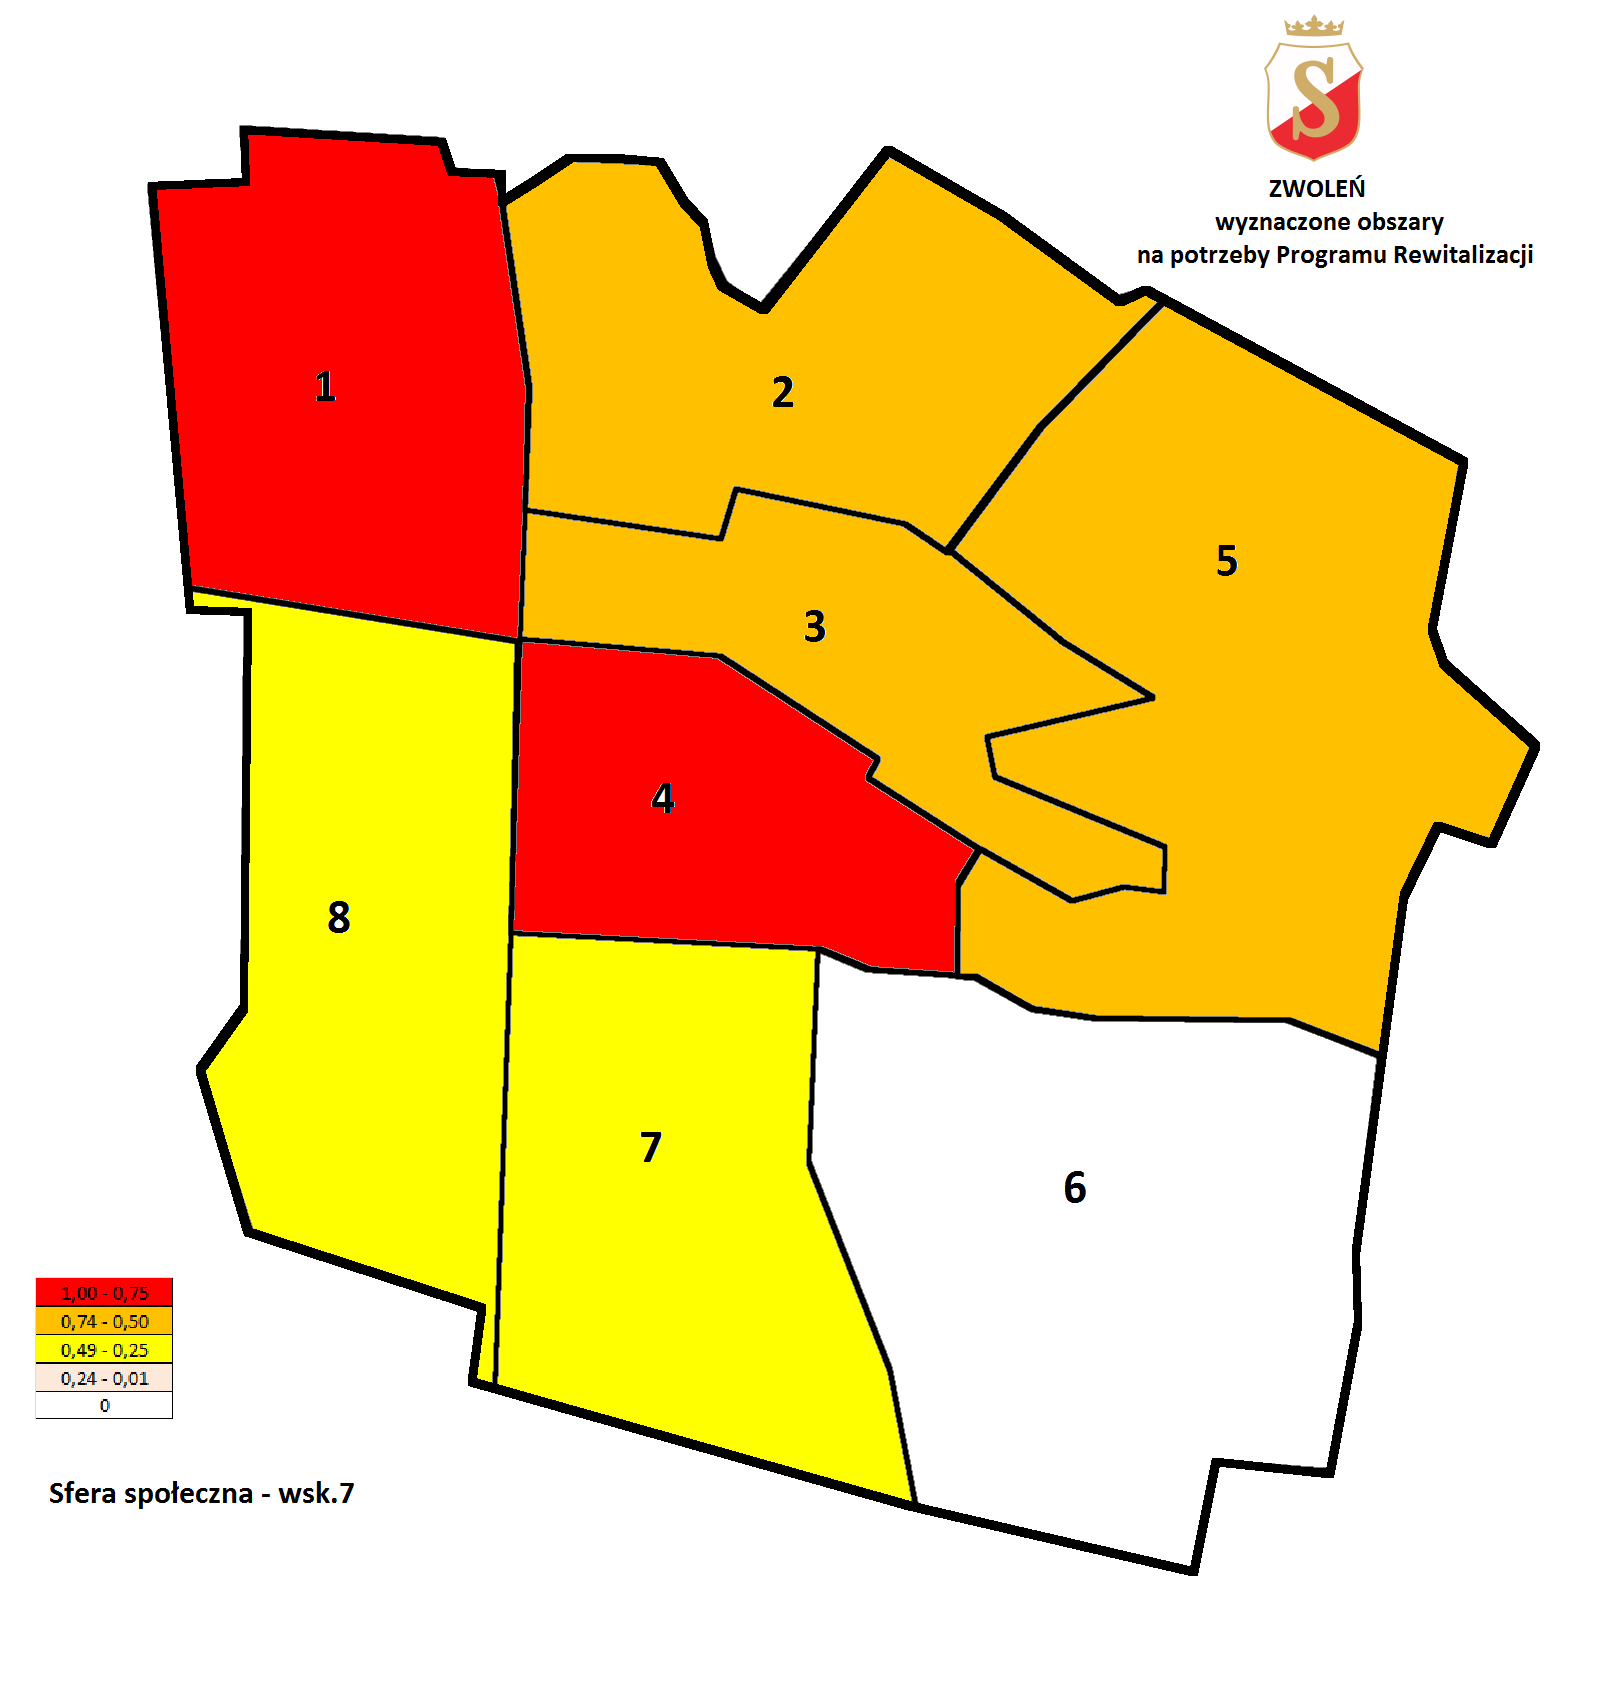 S
ZWOLEŃ
wyznaczone obszary
na potrzeby Programu Rewitalizacji
1
2
5
3
4
8
7
6
1,00 - 0,75
0,74 - 0,50
0,49 - 0,25
0,24 - 0,01
0
Sfera społeczna - wsk.7